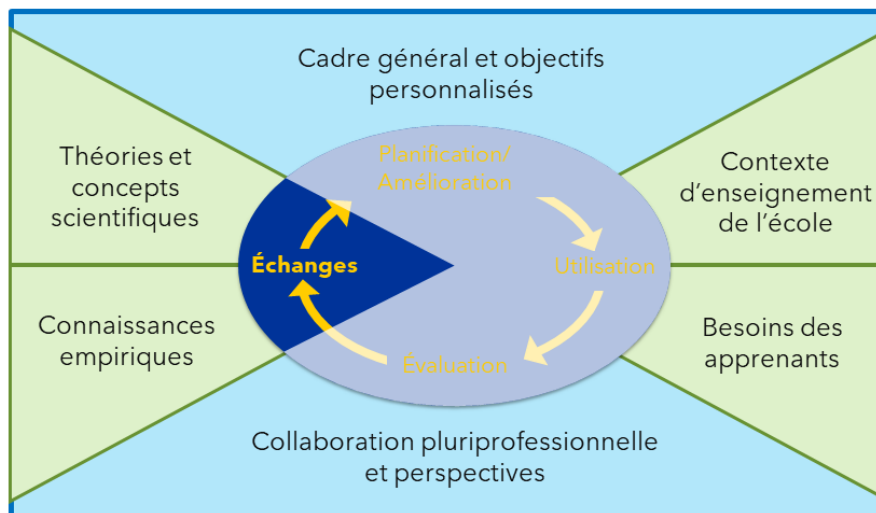 Cadre général et objectifs
personnalisés
Théories et
concepts
scientifiques
Planification/
Amélioration
Contexte
d’enseignement
de l’école
Échanges
Utilisation
Connaissances
empiriques
Évaluation
Besoins des
apprenants
Collaboration pluriprofessionnelle
et perspectives